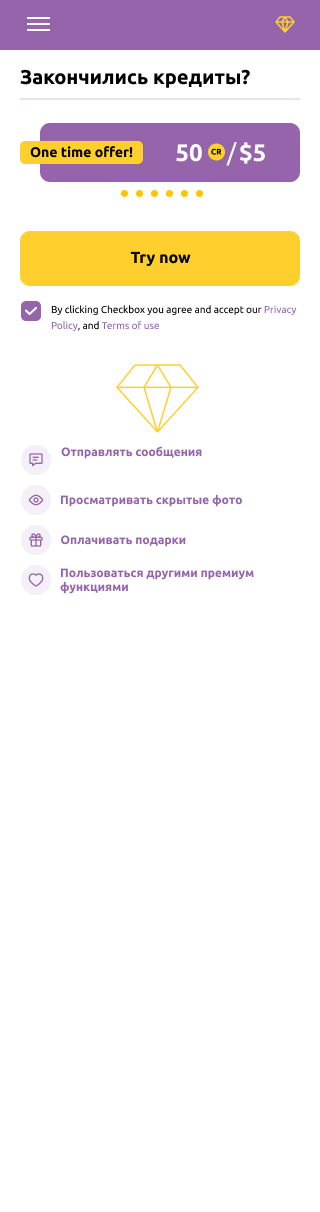 Закончились кредиты?
One time offer!
50 CR/$5
Try now
By clicking Checkbox you agree and accept our Privacy
Policy, and Terms of use
Отправлять сообщения
Просматривать скрытые фото
Оплачивать подарки
Пользоваться другими премиум
функциями